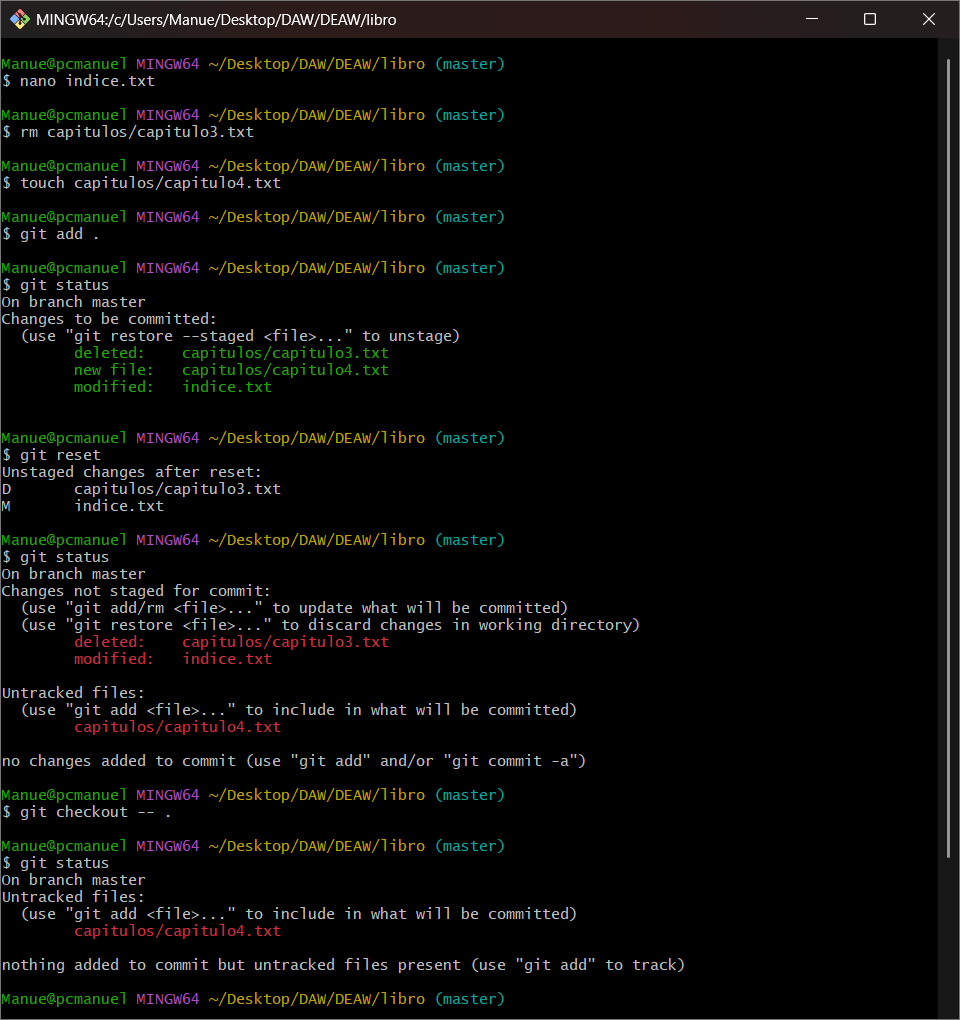 MINGW64:/c/Users/Manue/Desktop/DAW/DEAW/libro
Manue@pcmanuel MINGW64 ~/Desktop/DAW/DEAW/libro (master)
$ nano indice.txt
Manue@pcmanuel MINGW64 ~/Desktop/DAW/DEAW/libro (master)
$ rm capitulos/capitulo3.txt
Manue@pcmanuel MINGW64 ~/Desktop/DAW/DEAW/libro (master)
$ touch capitulos/capitulo4.txt
Manue@pcmanuel MINGW64 ~/Desktop/DAW/DEAW/libro (master)
$ git add .
Manue@pcmanuel MINGW64 ~/Desktop/DAW/DEAW/libro (master)
$ git status
On branch master
Changes to be committed:
  (use "git restore --staged <file>..." to unstage)
        deleted:    capitulos/capitulo3.txt
        new file:   capitulos/capitulo4.txt
        modified:   indice.txt
Manue@pcmanuel MINGW64 ~/Desktop/DAW/DEAW/libro (master)
$ git reset
Unstaged changes after reset:
D       capitulos/capitulo3.txt
M       indice.txt
Manue@pcmanuel MINGW64 ~/Desktop/DAW/DEAW/libro (master)
$ git status
On branch master
Changes not staged for commit:
  (use "git add/rm <file>..." to update what will be committed)
  (use "git restore <file>..." to discard changes in working directory)
        deleted:    capitulos/capitulo3.txt
        modified:   indice.txt
Untracked files:
  (use "git add <file>..." to include in what will be committed)
        capitulos/capitulo4.txt
no changes added to commit (use "git add" and/or "git commit -a")
Manue@pcmanuel MINGW64 ~/Desktop/DAW/DEAW/libro (master)
$ git checkout -- .
Manue@pcmanuel MINGW64 ~/Desktop/DAW/DEAW/libro (master)
$ git status
On branch master
Untracked files:
  (use "git add <file>..." to include in what will be committed)
        capitulos/capitulo4.txt
nothing added to commit but untracked files present (use "git add" to track)
Manue@pcmanuel MINGW64 ~/Desktop/DAW/DEAW/libro (master)